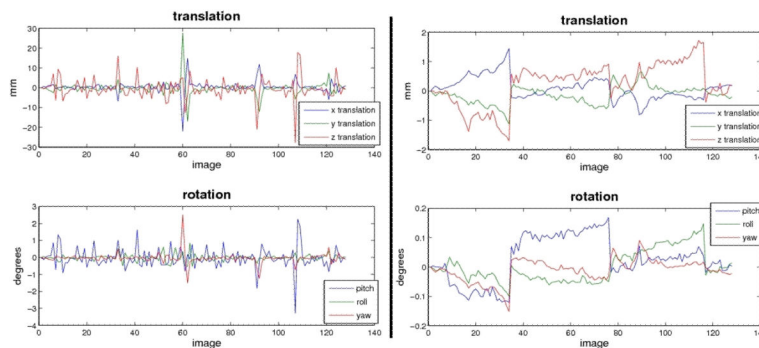 translation
30
20
10
0
-10
-20
-30
mm
x translation
y translation
z translation
0 20 40 60 80 100 120 140
image
rotation
3
2
1
0
-1
-2
-3
-4
degrees
pitch
roll
yaw
0 20 40 60 80 100 120 140
image
translation
2
1
0
-1
-2
mm
x translation
y translation
z translation
0 20 40 60 80 100 120 140
image
rotation
0.2
0.1
0
-0.1
-0.2
degrees
pitch
roll
yaw
0 20 40 60 80 100 120 140
image